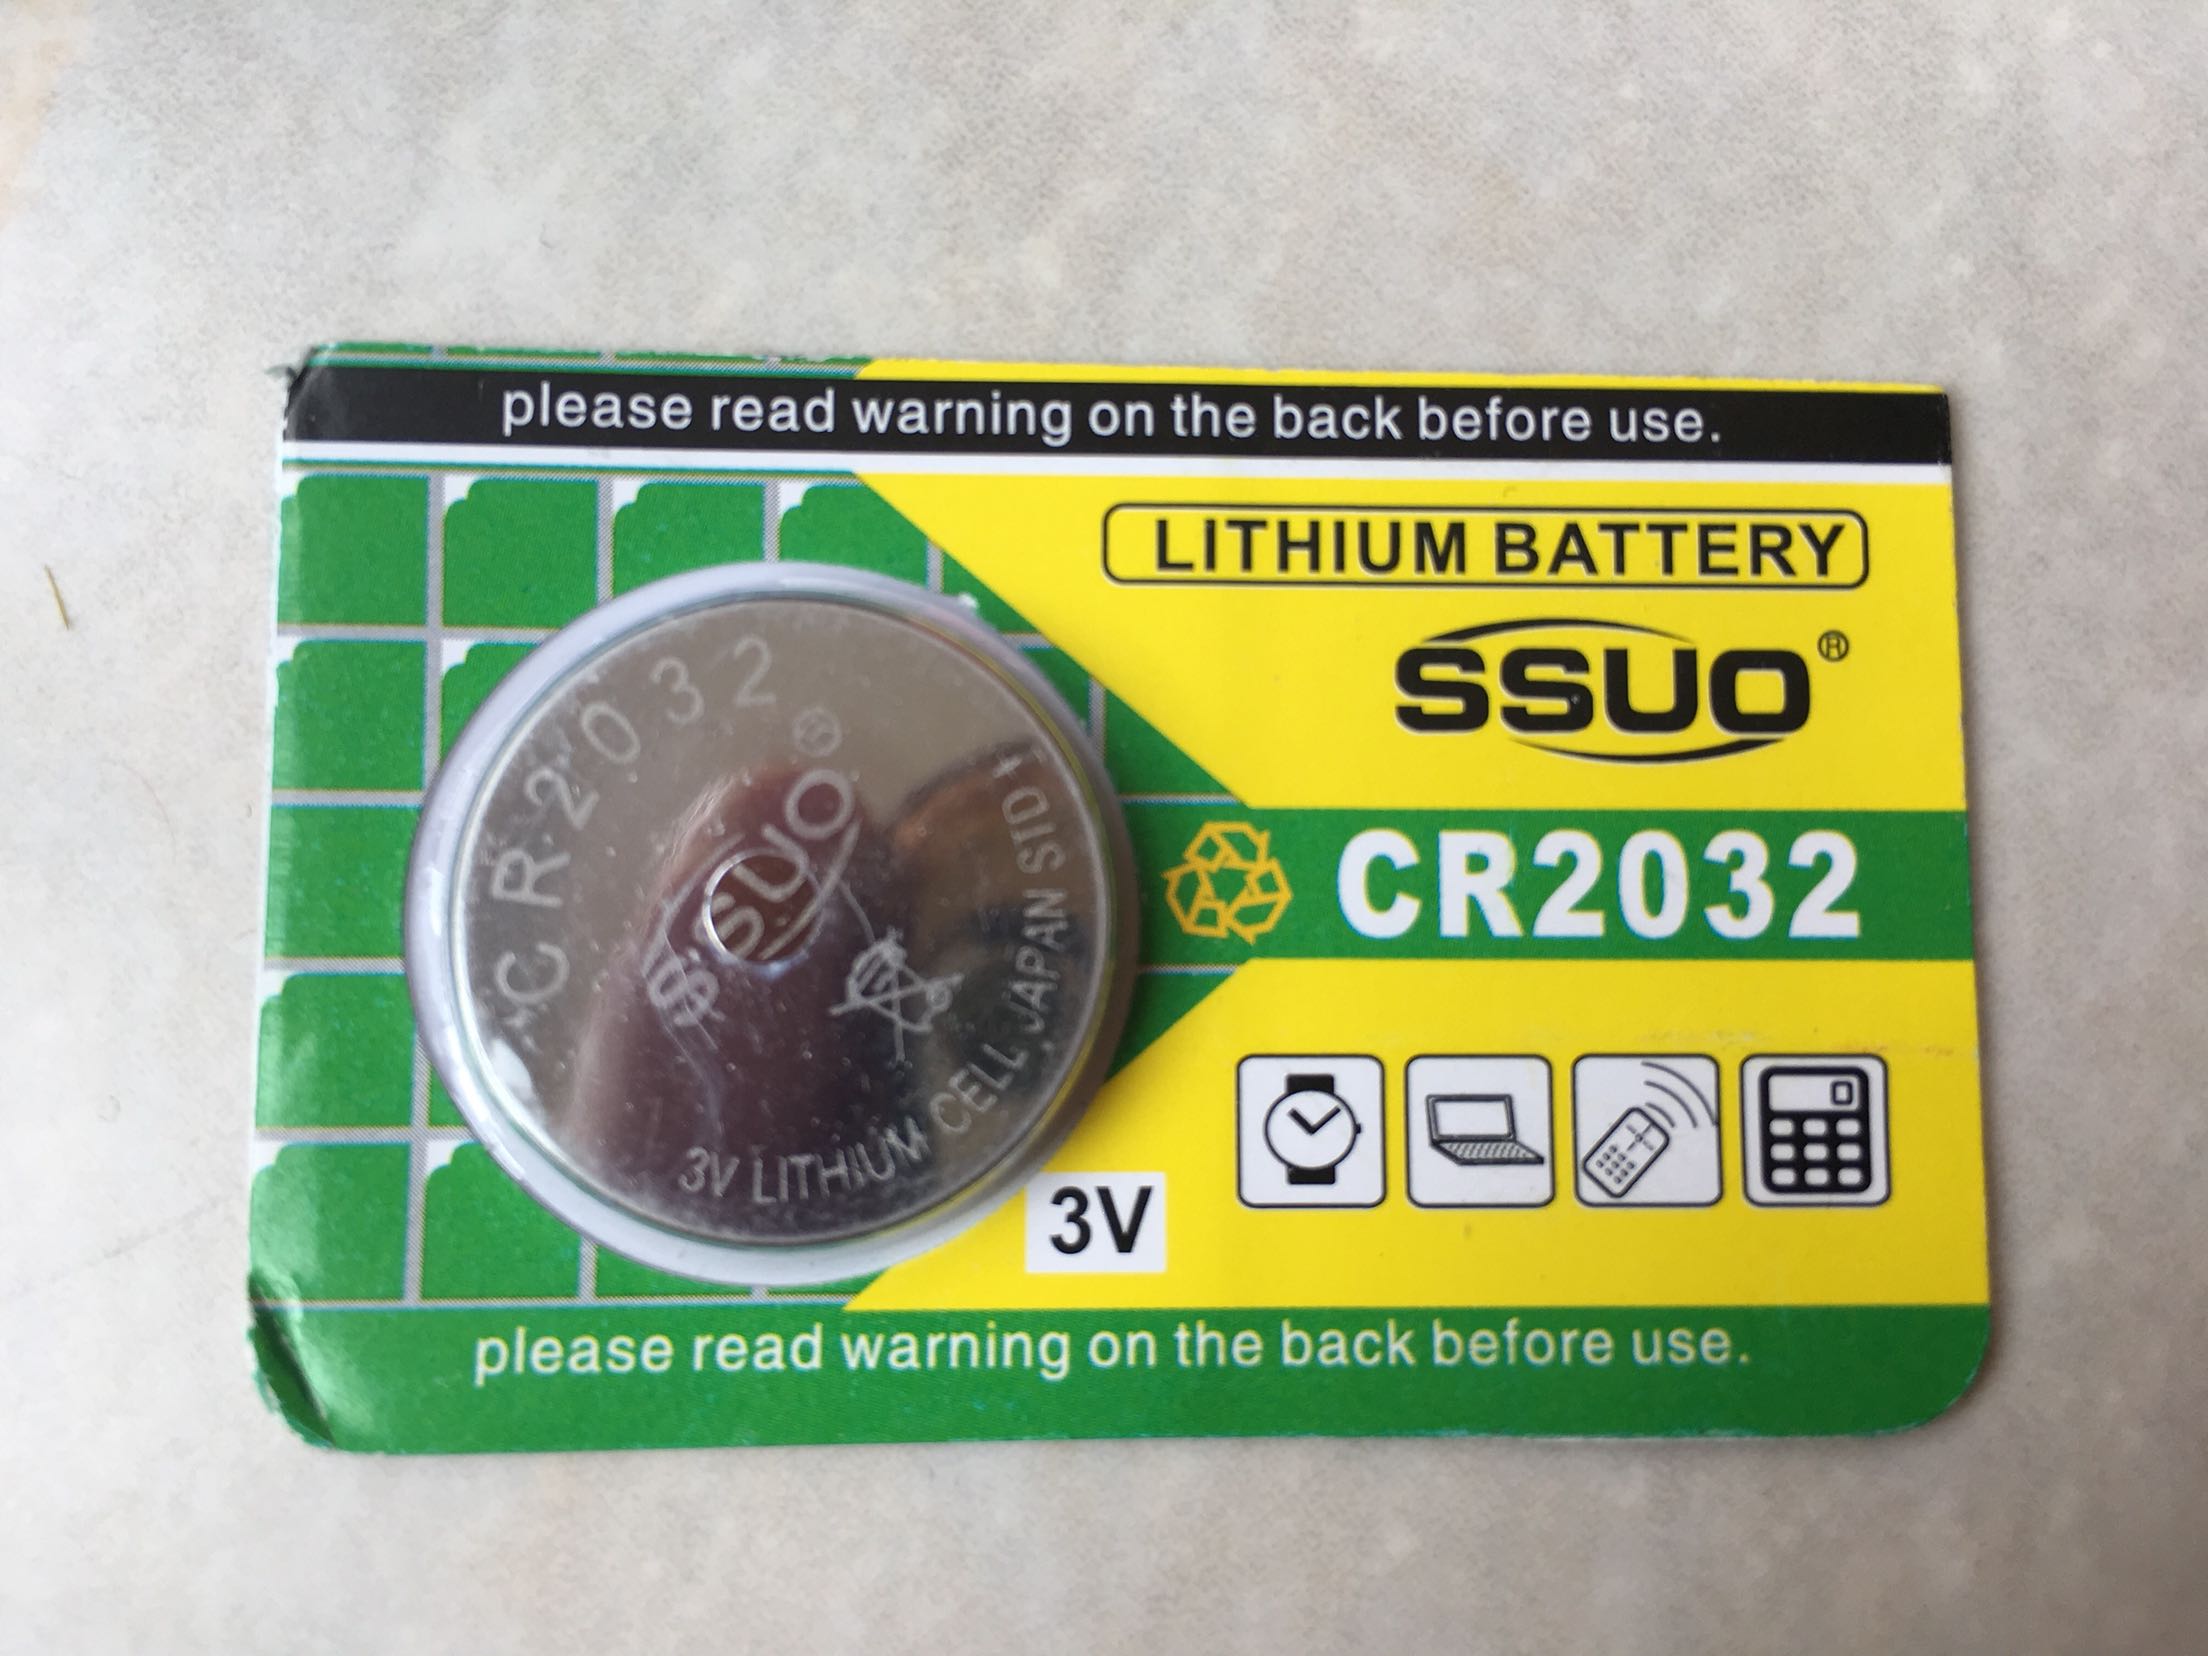 please read warning on the back before use.
LITHIUM BATTERY
SSUO®
CR2032
CR2032
SSUO®
3V LITHIUM CELL JAPAN STD +
3V
please read warning on the back before use.